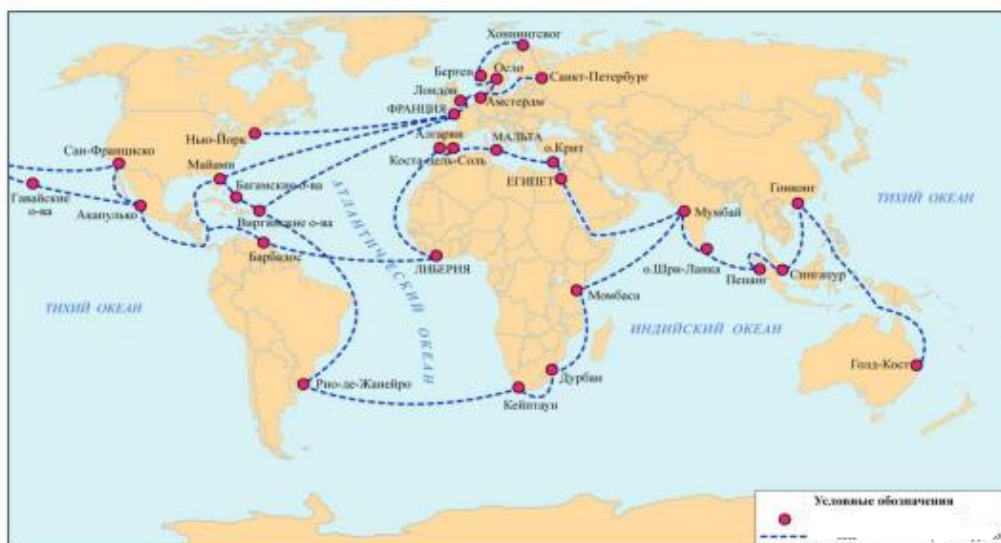 Хоннингсвог
Берген
Осло
Санкт-Петербург
Лондон
Амстердм
ФРАНЦИЯ
Нью-Йорк
Алгарви
МАЛЬТА
о.Крит
Коста-дель-Соль
ЕГИПЕТ
Сан-Франциско
Майами
Багамские о-ва
Гавайские
о-ва
Акапулько
Виргинские о-ва
Барбадос
ЛИБЕРИЯ
АТЛАНТИЧЕСКИЙ ОКЕАН
Гонконг
ТИХИЙ ОКЕАН
Мумбай
о.Шри-Ланка
Пенанг
Сингапур
Момбаса
ТИХИЙ ОКЕАН
ИНДИЙСКИЙ ОКЕАН
Голд-Кост
Рио-де-Жанейро
Дурбан
Кейптаун
Условные обозначения